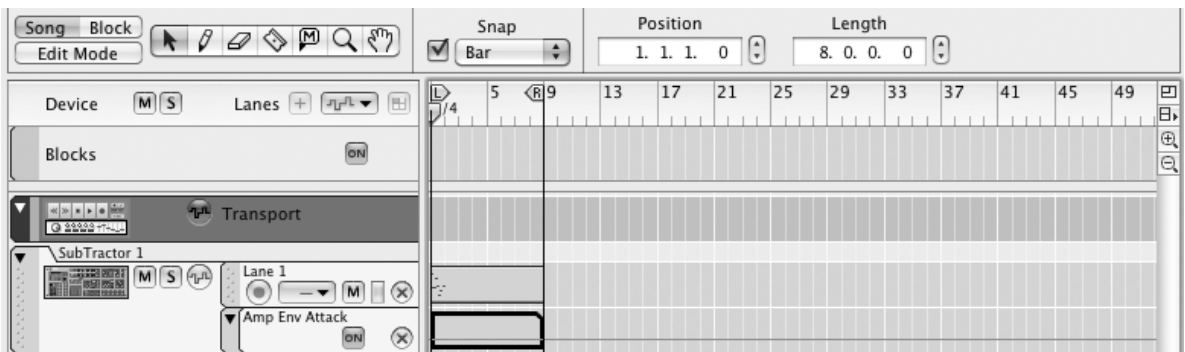 Song Block
Edit Mode
M
Snap
Bar
Position
1. 1. 1. 0
Length
8. 0. 0. 0
Device M S Lanes
L 5 R 9 13 17 21 25 29 33 37 41 45 49
/4
Blocks ON
Transport
SubTractor 1
M S
Lane 1
M
Amp Env Attack
ON